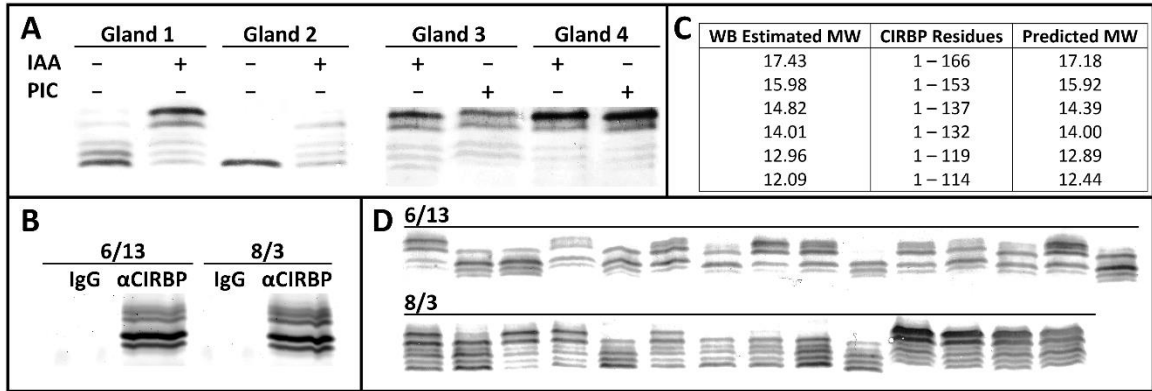 A
Gland 1 Gland 2 Gland 3 Gland 4
IAA – + – + + – + –
PIC – – – – – + – +
B
6/13 8/3
IgG αCIRBP IgG αCIRBP
C
WB Estimated MW CIRBP Residues Predicted MW
17.43 1 – 166 17.18
15.98 1 – 153 15.92
14.82 1 – 137 14.39
14.01 1 – 132 14.00
12.96 1 – 119 12.89
12.09 1 – 114 12.44
D
6/13
8/3